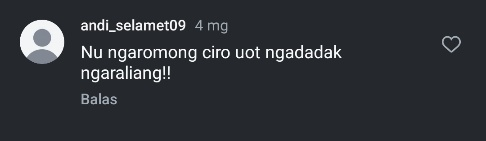 andi_selamet09 4 mg
Nu ngaromong ciro uot ngadadak
ngaraliang!!
Balas